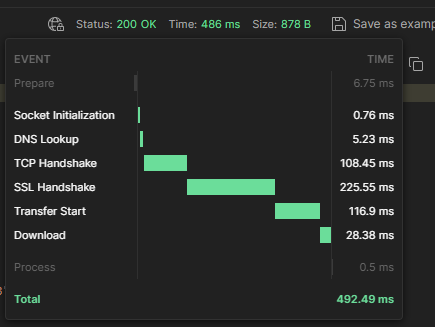 Status: 200 OK Time: 486 ms Size: 878 B Save as examp
EVENT TIME
Prepare 6.75 ms
Socket Initialization 0.76 ms
DNS Lookup 5.23 ms
TCP Handshake 108.45 ms
SSL Handshake 225.55 ms
Transfer Start 116.9 ms
Download 28.38 ms
Process 0.5 ms
Total 492.49 ms